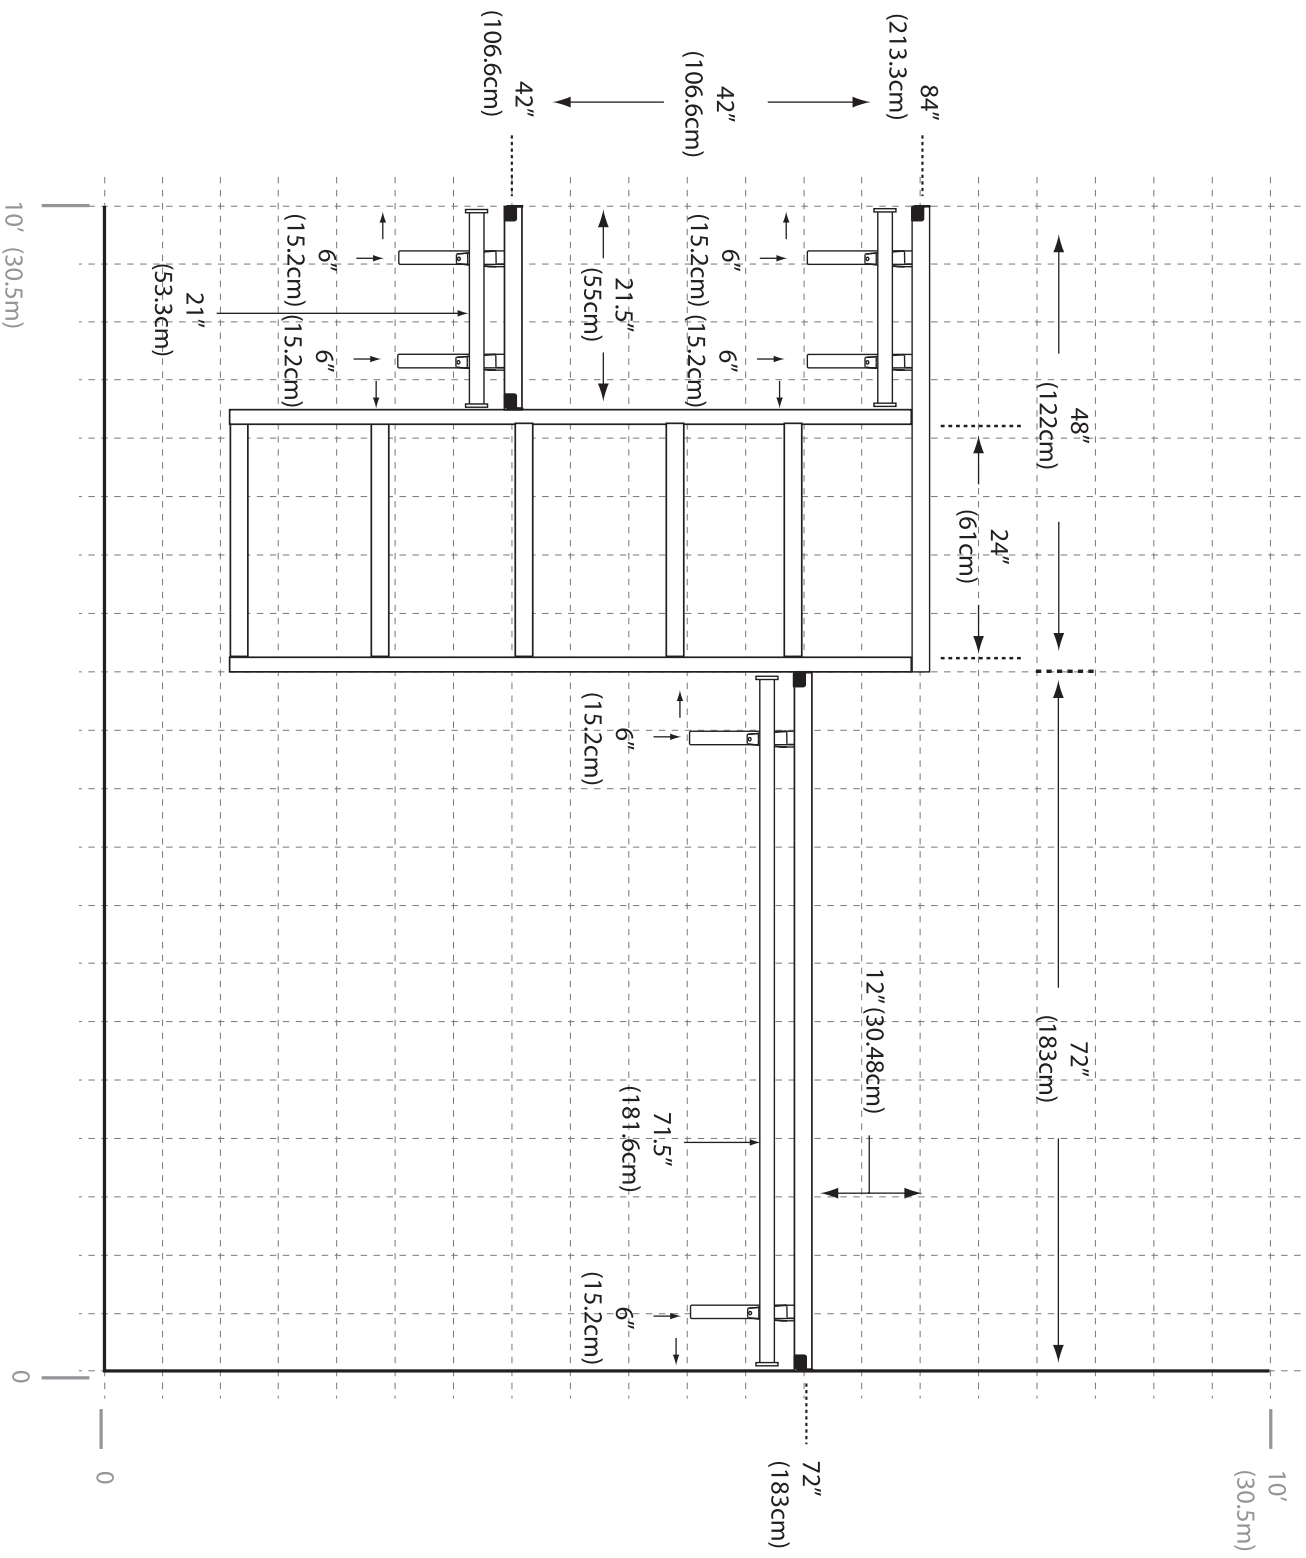 10’
(30.5m)
48”
(122cm)
72”
(183cm)
24”
(61cm)
84”
(213.3cm)
12” (30.48cm)
72”
(183cm)
42”
(106.6cm)
6”
(15.2cm)
6”
(15.2cm)
71.5”
(181.6cm)
21.5”
(55cm)
6”
(15.2cm)
6”
(15.2cm)
42”
(106.6cm)
6”
(15.2cm)
6”
(15.2cm)
21”
(53.3cm)
0
10’ (30.5m)
0